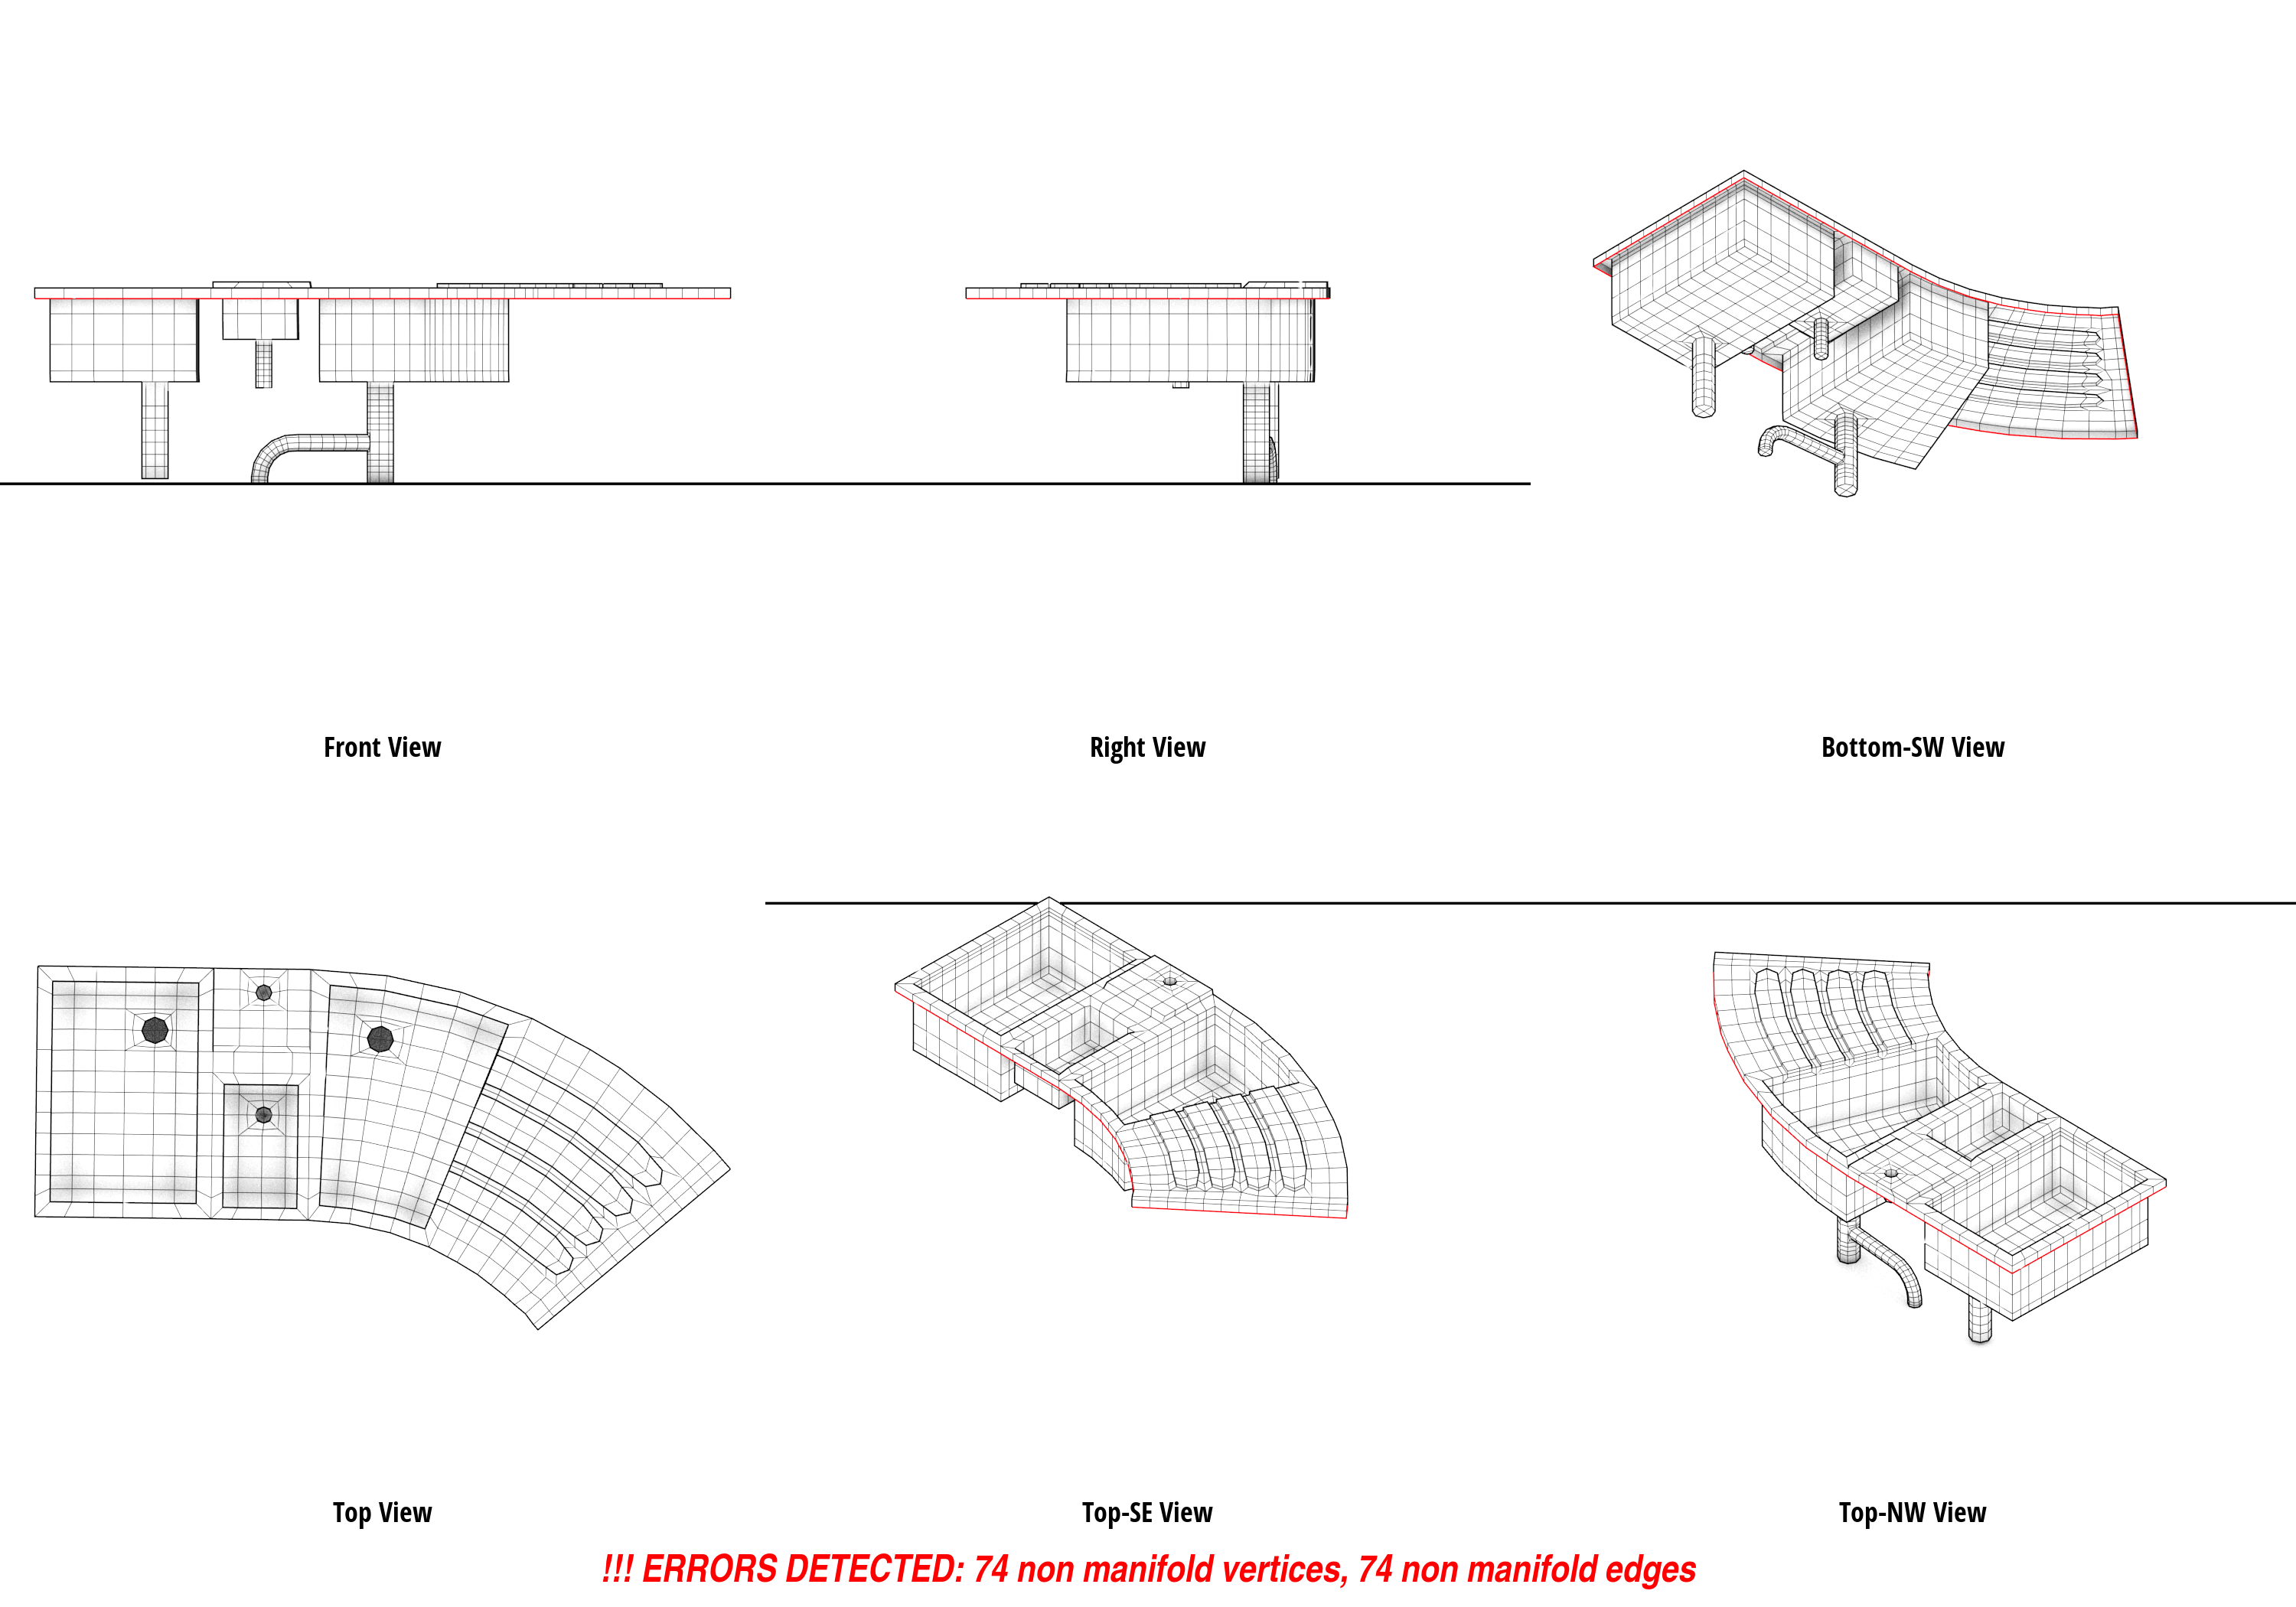 Front View
Right View
Bottom-SW View
Top View
Top-SE View
Top-NW View
!!! ERRORS DETECTED: 74 non manifold vertices, 74 non manifold edges